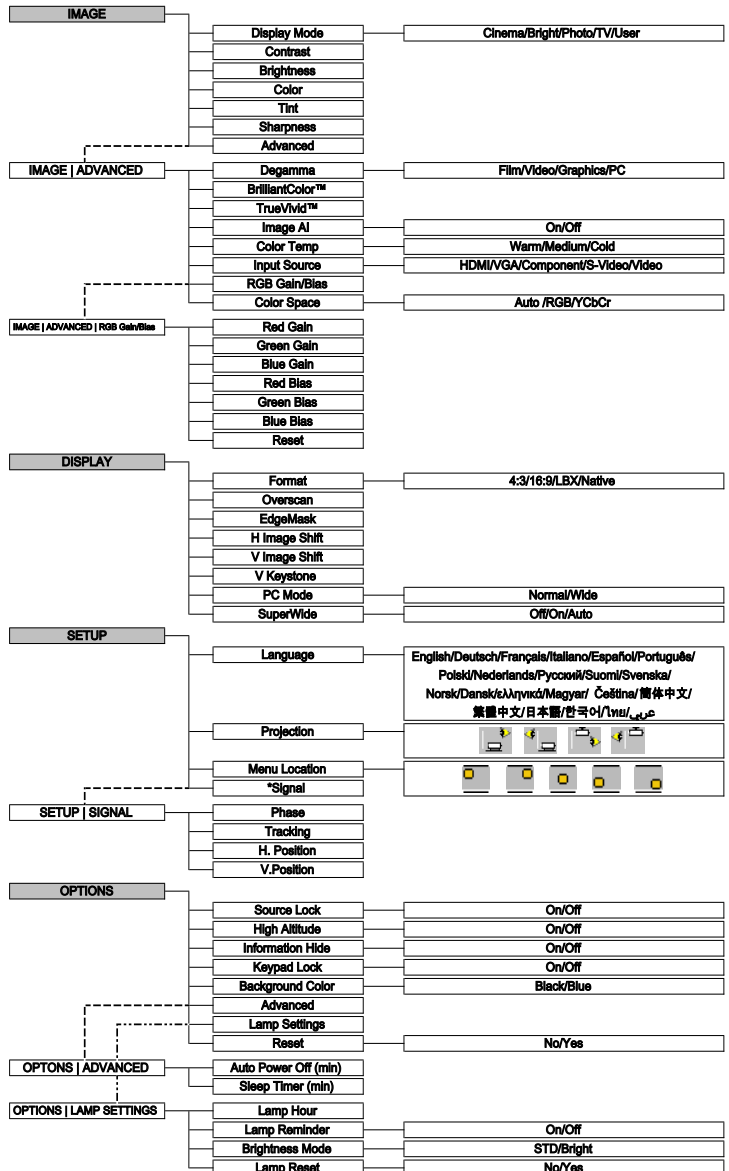 IMAGE
Display Mode Cinema/Bright/Photo/TV/User
Contrast
Brightness
Color
Tint
Sharpness
Advanced
IMAGE | ADVANCED Degamma Film/Video/Graphics/PC
BrilliantColor™
TrueVivid™
Image AI On/Off
Color Temp Warm/Medium/Cold
Input Source HDMI/VGA/Component/S-Video/Video
RGB Gain/Bias
Color Space Auto /RGB/YCbCr
IMAGE | ADVANCED | RGB Gain/Bias Red Gain
Green Gain
Blue Gain
Red Bias
Green Bias
Blue Bias
Reset
DISPLAY
Format 4:3/16:9/LBX/Native
Overscan
EdgeMask
H Image Shift
V Image Shift
V Keystone
PC Mode Normal/Wide
SuperWide Off/On/Auto
SETUP
Language English/Deutsch/Français/Italiano/Español/Português/
Polski/Nederlands/Русский/Suomi/Svenska/
Norsk/Dansk/ελληνικά/Magyar/ Čeština/简体中文/
繁體中文/日本語/한국어/ไทย/عربي
Projection
Menu Location
*Signal
SETUP | SIGNAL Phase
Tracking
H. Position
V.Position
OPTIONS
Source Lock On/Off
High Altitude On/Off
Information Hide On/Off
Keypad Lock On/Off
Background Color Black/Blue
Advanced
Lamp Settings
Reset No/Yes
OPTONS | ADVANCED Auto Power Off (min)
Sleep Timer (min)
OPTIONS | LAMP SETTINGS Lamp Hour
Lamp Reminder On/Off
Brightness Mode STD/Bright
Lamp Reset No/Yes